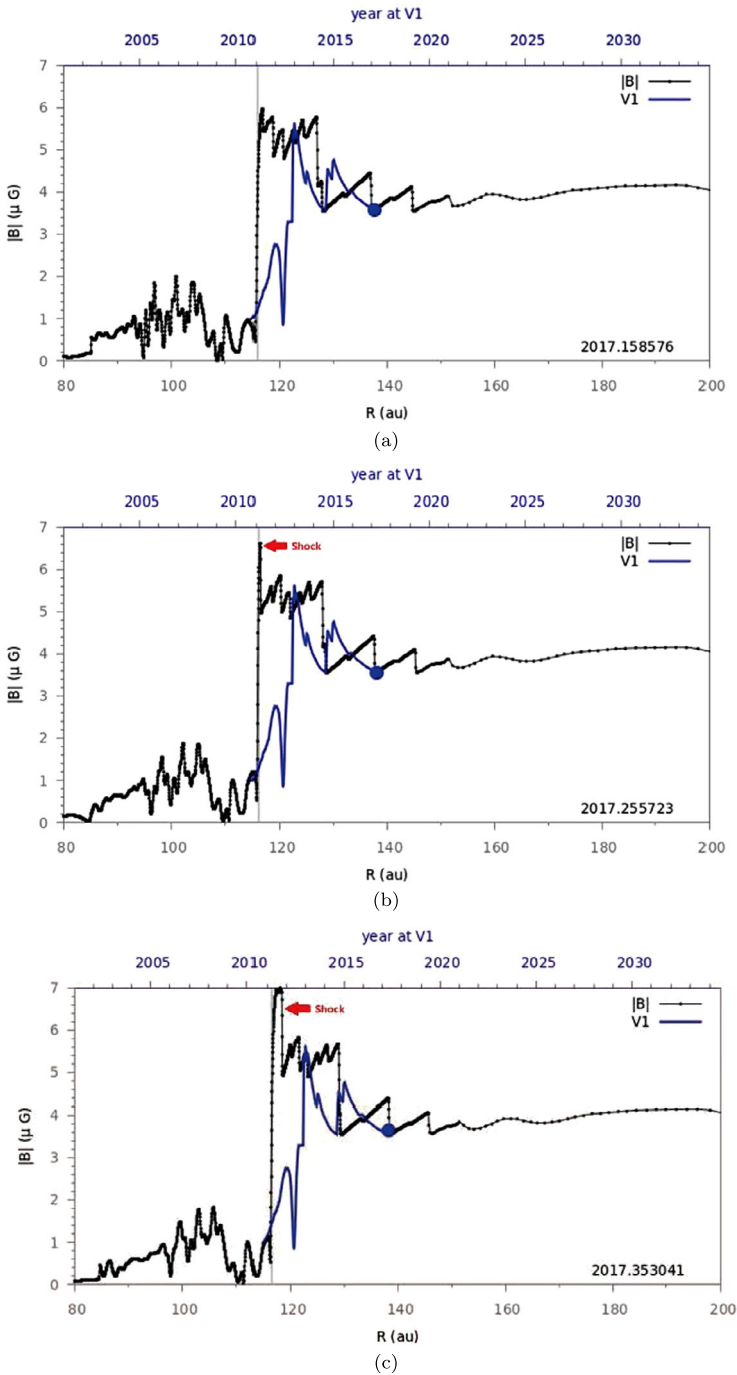 year at V1
2005 2010 2015 2020 2025 2030
7
|B|
6
V1
5
4
|B| (μ G)
3
2
1
2017.158576
0
80 100 120 140 160 180 200
R (au)
(a)
year at V1
2005 2010 2015 2020 2025 2030
7
|B|
Shock
6
V1
5
4
|B| (μ G)
3
2
1
2017.255723
0
80 100 120 140 160 180 200
R (au)
(b)
year at V1
2005 2010 2015 2017 2020 2025 2030
7
|B|
Shock
V1
6
5
4
|B| (μ G)
3
2
1
2017.353041
0
80 100 120 140 160 180 200
R (au)
(c)